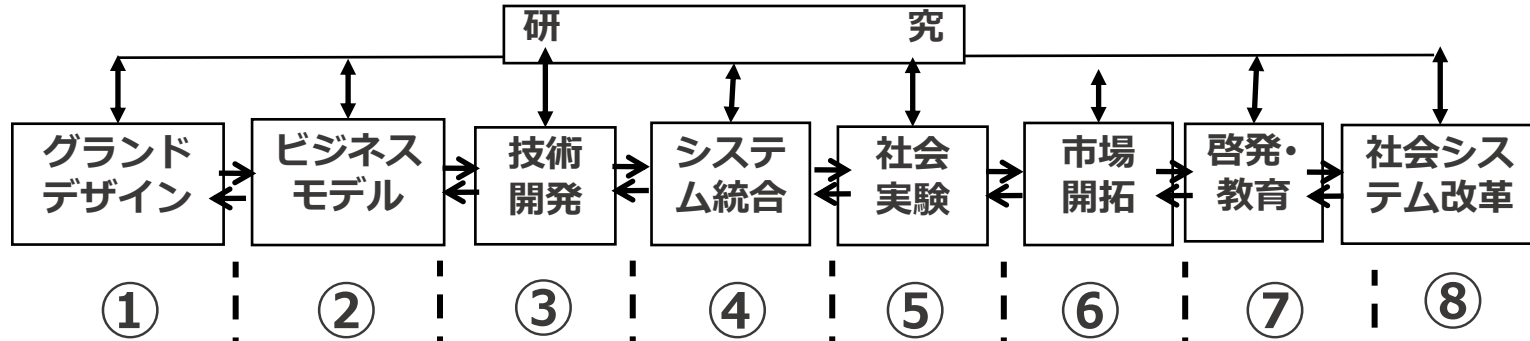 研　究
グランド
デザイン
ビジネス
モデル
技術
開発
システ
ム統合
社会
実験
市場
開拓
啓発・
教育
社会シス
テム改革
① ② ③ ④ ⑤ ⑥ ⑦ ⑧